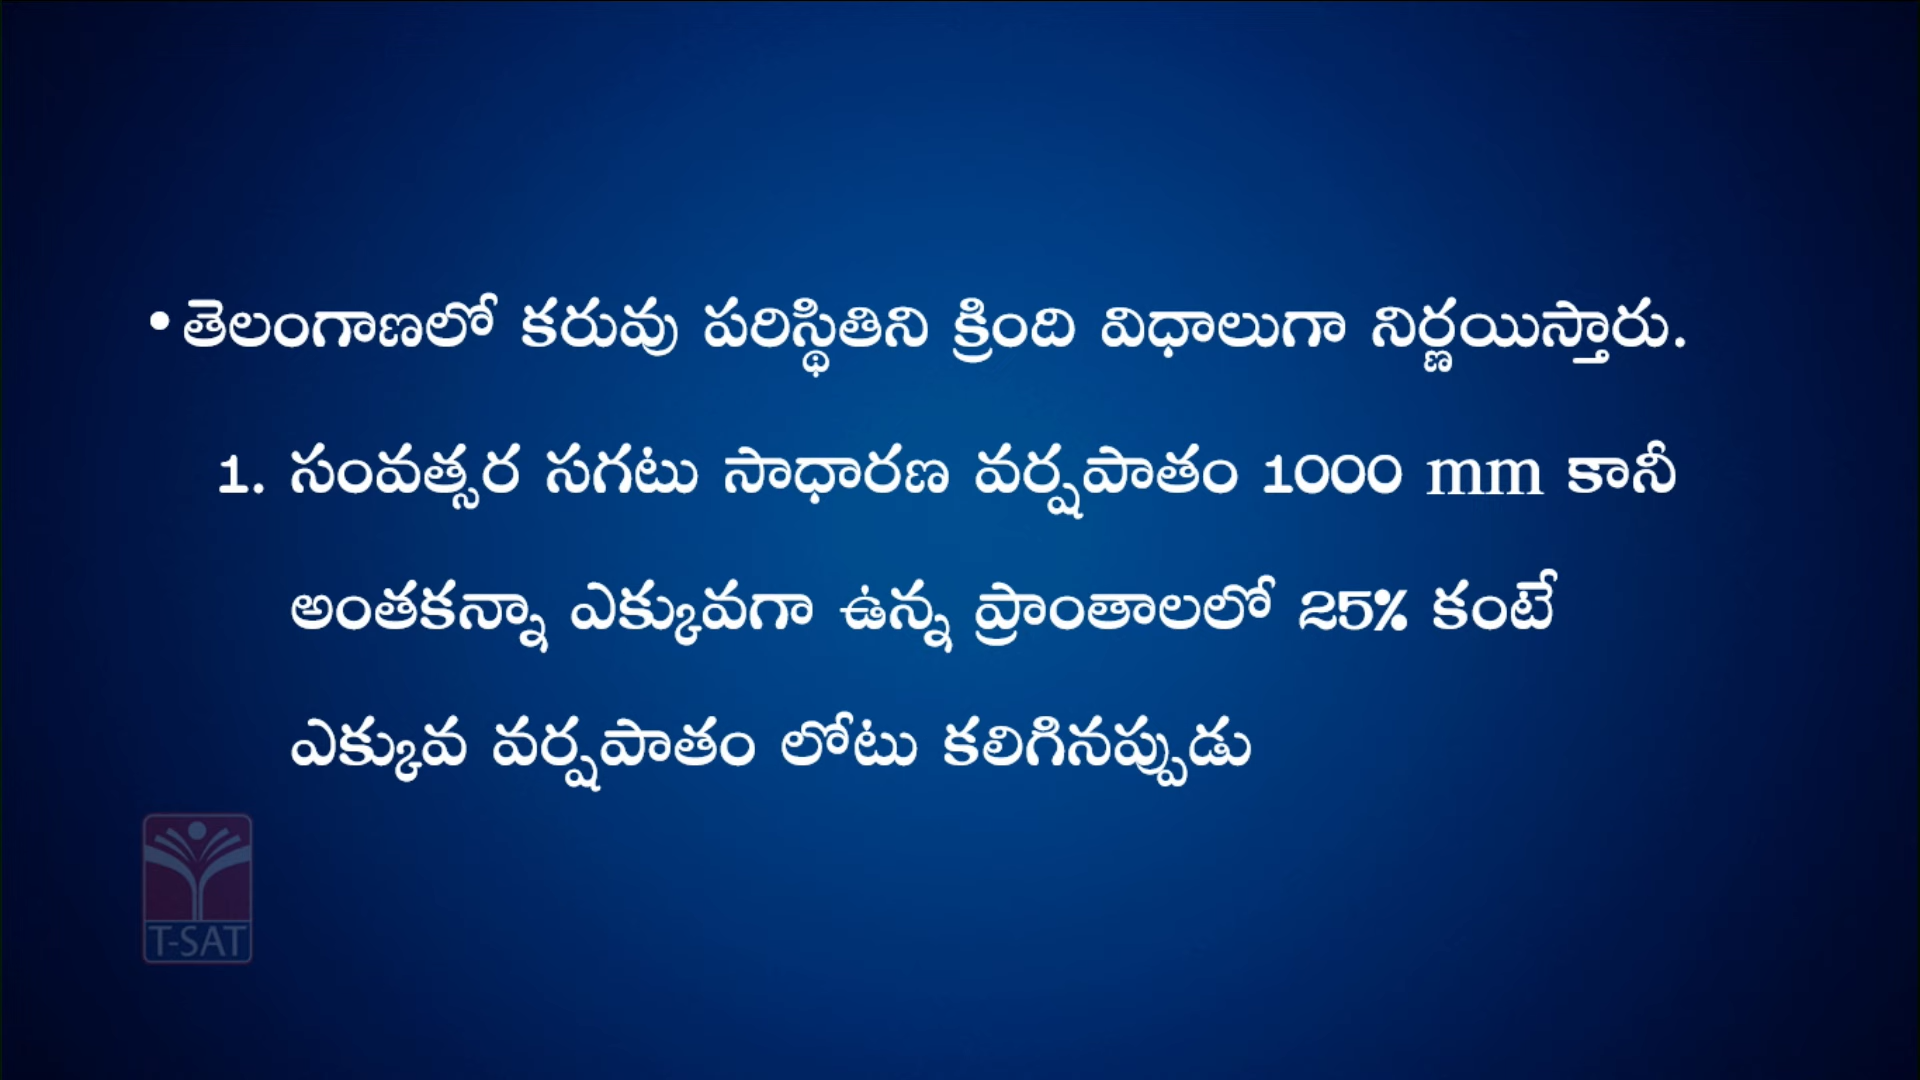 • తెలంగాణలో కరువు పరిస్థితిని క్రింది విధాలుగా నిర్ణయిస్తారు.
1. సంవత్సర సగటు సాధారణ వర్షపాతం 1000 mm కానీ
అంతకన్నా ఎక్కువగా ఉన్న ప్రాంతాలలో 25% కంటే
ఎక్కువ వర్షపాతం లోటు కలిగినప్పుడు
T-SAT